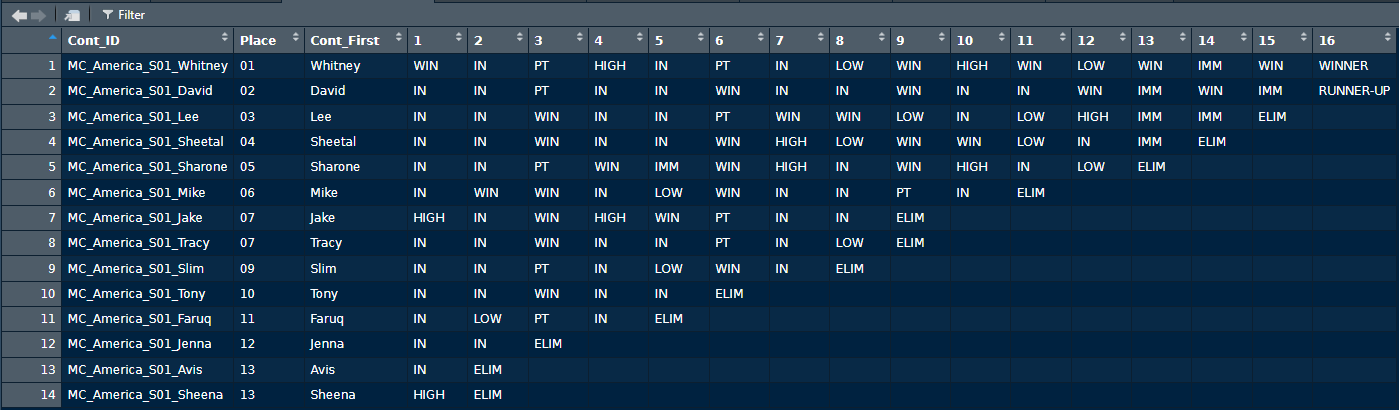 Filter
Cont_ID Place Cont_First 1 2 3 4 5 6 7 8 9 10 11 12 13 14 15 16
1 MC_America_S01_Whitney 01 Whitney WIN IN PT HIGH IN PT IN LOW WIN HIGH WIN LOW WIN IMM WIN WINNER
2 MC_America_S01_David 02 David IN IN PT IN IN WIN IN IN WIN IN IN WIN IMM WIN IMM RUNNER-UP
3 MC_America_S01_Lee 03 Lee IN IN WIN IN IN PT WIN WIN LOW IN LOW HIGH IMM IMM ELIM
4 MC_America_S01_Sheetal 04 Sheetal IN IN WIN IN IN WIN HIGH LOW WIN WIN LOW IN IMM ELIM
5 MC_America_S01_Sharone 05 Sharone IN IN PT WIN IMM WIN HIGH IN WIN HIGH IN LOW ELIM
6 MC_America_S01_Mike 06 Mike IN WIN WIN IN LOW WIN IN IN PT IN ELIM
7 MC_America_S01_Jake 07 Jake HIGH IN WIN HIGH WIN PT IN IN ELIM
8 MC_America_S01_Tracy 07 Tracy IN IN WIN IN IN PT IN LOW ELIM
9 MC_America_S01_Slim 09 Slim IN IN PT IN LOW WIN IN ELIM
10 MC_America_S01_Tony 10 Tony IN IN WIN IN IN ELIM
11 MC_America_S01_Faruq 11 Faruq IN LOW PT IN ELIM
12 MC_America_S01_Jenna 12 Jenna IN IN ELIM
13 MC_America_S01_Avis 13 Avis IN ELIM
14 MC_America_S01_Sheena 13 Sheena HIGH ELIM